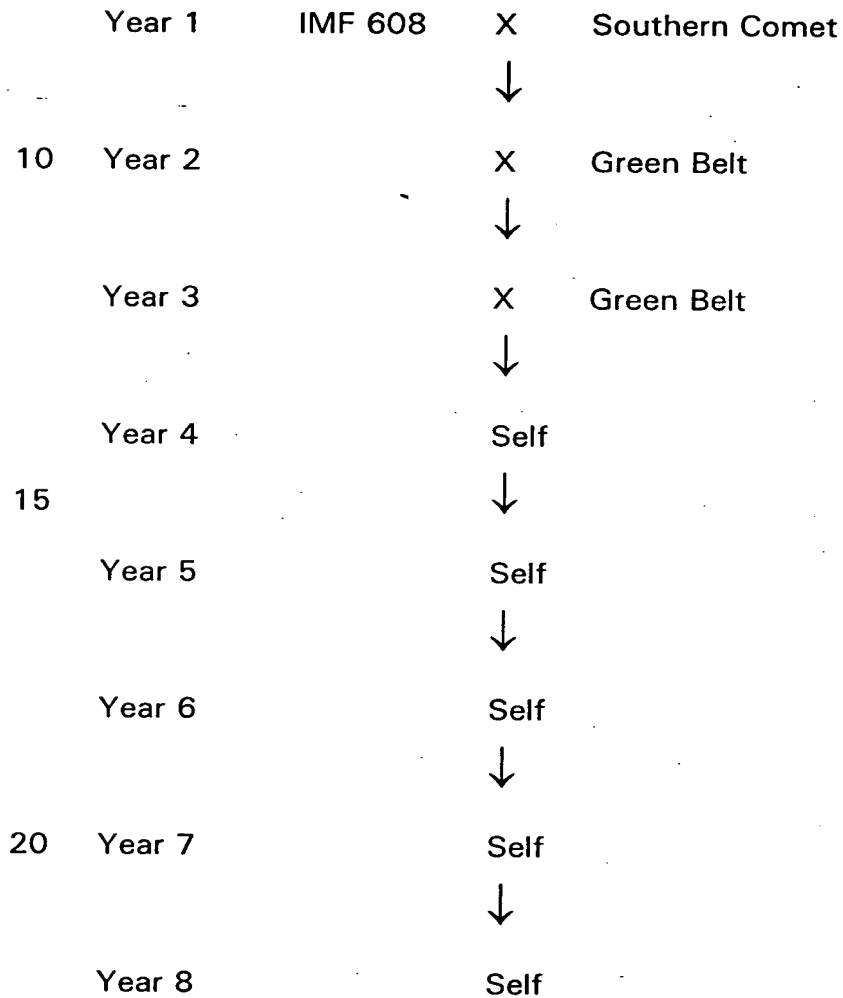 Year 1 IMF 608 X Southern Comet
↓
10 Year 2 X Green Belt
↓
Year 3 X Green Belt
↓
Year 4 Self
15 ↓
Year 5 Self
↓
Year 6 Self
↓
20 Year 7 Self
↓
Year 8 Self